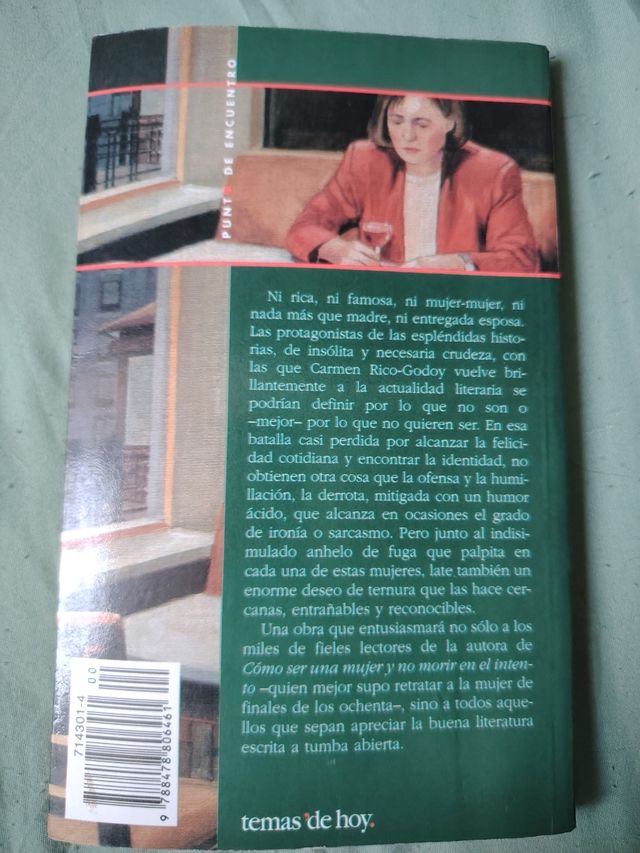 PUNTO DE ENCUENTRO
Ni rica, ni famosa, ni mujer-mujer, ni
nada más que madre, ni entregada esposa.
Las protagonistas de las espléndidas histo-
rias, de insólita y necesaria crudeza, con
las que Carmen Rico-Godoy vuelve bri-
llantemente a la actualidad literaria se
podrían definir por lo que no son o
–mejor– por lo que no quieren ser. En esa
batalla casi perdida por alcanzar la felici-
dad cotidiana y encontrar la identidad, no
obtienen otra cosa que la ofensa y la humi-
llación, la derrota, mitigada con un humor
ácido, que alcanza en ocasiones el grado
de ironía o sarcasmo. Pero junto al indisi-
mulado anhelo de fuga que palpita en
cada una de estas mujeres, late también un
enorme deseo de ternura que las hace cer-
canas, entrañables y reconocibles.
Una obra que entusiasmará no sólo a los
miles de fieles lectores de la autora de
Cómo ser una mujer y no morir en el inten-
to –quien mejor supo retratar a la mujer de
finales de los ochenta–, sino a todos aque-
llos que sepan apreciar la buena literatura
escrita a tumba abierta.
714301-4
00
9 788478 806461
temas'de hoy.